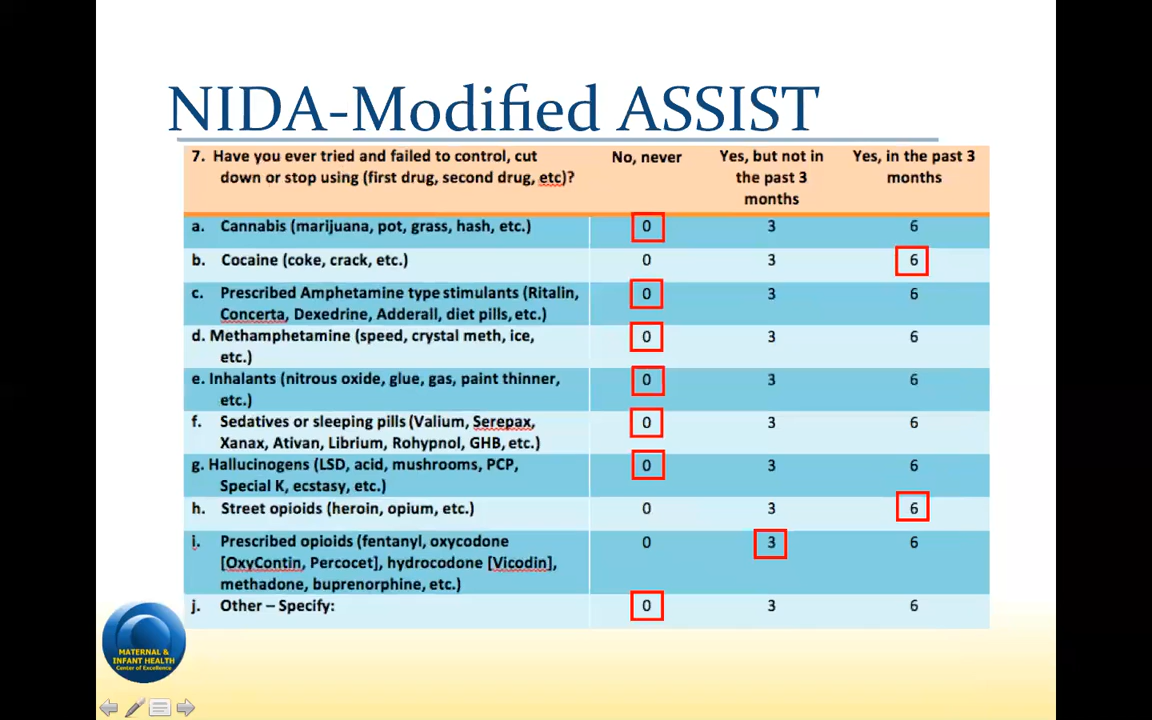 NIDA-Modified ASSIST
7. Have you ever tried and failed to control, cut down or stop using (first drug, second drug, etc)? No, never Yes, but not in the past 3 months Yes, in the past 3 months
a. Cannabis (marijuana, pot, grass, hash, etc.) 0 3 6
b. Cocaine (coke, crack, etc.) 0 3 6
c. Prescribed Amphetamine type stimulants (Ritalin, 0 3 6
Concerta, Dexedrine, Adderall, diet pills, etc.)
d. Methamphetamine (speed, crystal meth, ice, 0 3 6
etc.)
e. Inhalants (nitrous oxide, glue, gas, paint thinner, 0 3 6
etc.)
f. Sedatives or sleeping pills (Valium, Serepax, 0 3 6
Xanax, Ativan, Librium, Rohypnol, GHB, etc.)
g. Hallucinogens (LSD, acid, mushrooms, PCP, 0 3 6
Special K, ecstasy, etc.)
h. Street opioids (heroin, opium, etc.) 0 3 6
i. Prescribed opioids (fentanyl, oxycodone 0 3 6
[OxyContin, Percocet], hydrocodone [Vicodin],
methadone, buprenorphine, etc.)
j. Other – Specify: 0 3 6
MATERNAL &
INFANT HEALTH
Center of Excellence